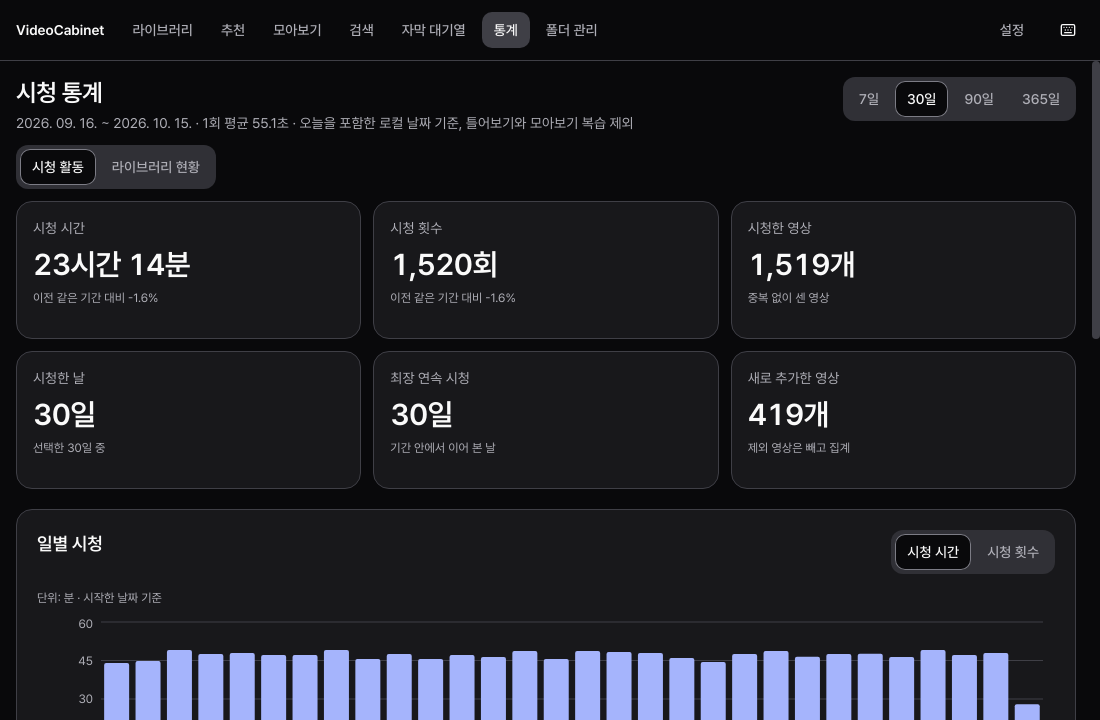 VideoCabinet 라이브러리 추천 모아보기 검색 자막 대기열 통계 폴더 관리 설정
시청 통계
7일 30일 90일 365일
2026. 09. 16. ~ 2026. 10. 15. · 1회 평균 55.1초 · 오늘을 포함한 로컬 날짜 기준, 틀어보기와 모아보기 복습 제외
시청 활동 라이브러리 현황
시청 시간
23시간 14분
이전 같은 기간 대비 -1.6%
시청 횟수
1,520회
이전 같은 기간 대비 -1.6%
시청한 영상
1,519개
중복 없이 센 영상
시청한 날
30일
선택한 30일 중
최장 연속 시청
30일
기간 안에서 이어 본 날
새로 추가한 영상
419개
제외 영상은 빼고 집계
일별 시청
시청 시간 시청 횟수
단위: 분 · 시작한 날짜 기준
60
45
30